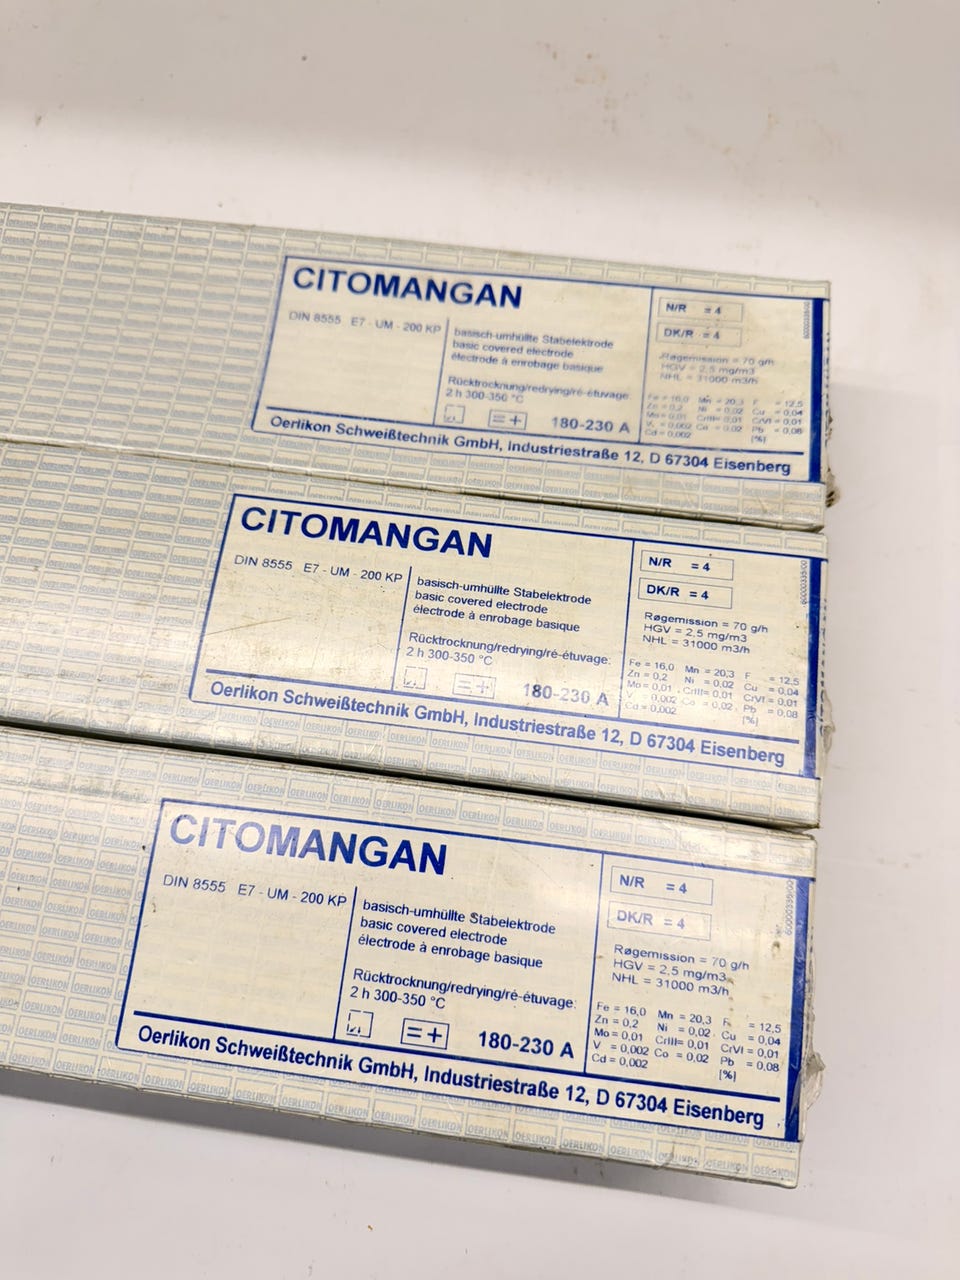 CITOMANGAN
DIN 8555 E7 - UM - 200 KP
basisch-umhüllte Stabelektrode
basic covered electrode
électrode à enrobage basique
Rücktrocknung/redrying/ré-étuvage:
2 h 300-350 °C
= + 180-230 A
N/R = 4
DK/R = 4
Røgemission = 70 g/h
HGV = 2,5 mg/m3
NHL = 31000 m3/h
Fe = 16,0 Mn = 20,3 F = 12,5
Zn = 0,2 Ni = 0,02 Cu = 0,04
Mo = 0,01 CrIII= 0,01 CrVI = 0,01
V = 0,002 Co = 0,02 Pb = 0,08
Cd = 0,002 [%]
Oerlikon Schweißtechnik GmbH, Industriestraße 12, D 67304 Eisenberg
CITOMANGAN
DIN 8555 E7 - UM - 200 KP
basisch-umhüllte Stabelektrode
basic covered electrode
électrode à enrobage basique
Rücktrocknung/redrying/ré-étuvage:
2 h 300-350 °C
= + 180-230 A
N/R = 4
DK/R = 4
Røgemission = 70 g/h
HGV = 2,5 mg/m3
NHL = 31000 m3/h
Fe = 16,0 Mn = 20,3 F = 12,5
Zn = 0,2 Ni = 0,02 Cu = 0,04
Mo = 0,01 CrIII= 0,01 CrVI = 0,01
V = 0,002 Co = 0,02 Pb = 0,08
Cd = 0,002 [%]
Oerlikon Schweißtechnik GmbH, Industriestraße 12, D 67304 Eisenberg
CITOMANGAN
DIN 8555 E7 - UM - 200 KP
basisch-umhüllte Stabelektrode
basic covered electrode
électrode à enrobage basique
Rücktrocknung/redrying/ré-étuvage:
2 h 300-350 °C
= + 180-230 A
N/R = 4
DK/R = 4
Røgemission = 70 g/h
HGV = 2,5 mg/m3
NHL = 31000 m3/h
Fe = 16,0 Mn = 20,3 F = 12,5
Zn = 0,2 Ni = 0,02 Cu = 0,04
Mo = 0,01 CrIII= 0,01 CrVI = 0,01
V = 0,002 Co = 0,02 Pb = 0,08
Cd = 0,002 [%]
Oerlikon Schweißtechnik GmbH, Industriestraße 12, D 67304 Eisenberg
OERLIKON